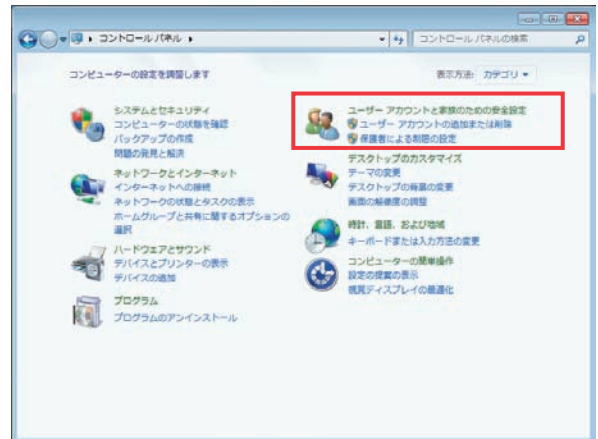 コントロール パネル
コントロール パネルの検索
コンピューターの設定を調整します
表示方法: カテゴリ
システムとセキュリティ
コンピューターの状態を確認
バックアップの作成
問題の発見と解決
ネットワークとインターネット
インターネットへの接続
ネットワークの状態とタスクの表示
ホームグループと共有に関するオプションの
選択
ハードウェアとサウンド
デバイスとプリンターの表示
デバイスの追加
プログラム
プログラムのアンインストール
ユーザー アカウントと家族のための安全設定
ユーザー アカウントの追加または削除
保護者による制限の設定
デスクトップのカスタマイズ
テーマの変更
デスクトップの背景の変更
画面の解像度の調整
時計、言語、および地域
キーボードまたは入力方法の変更
コンピューターの簡単操作
設定の提案の表示
視覚ディスプレイの最適化